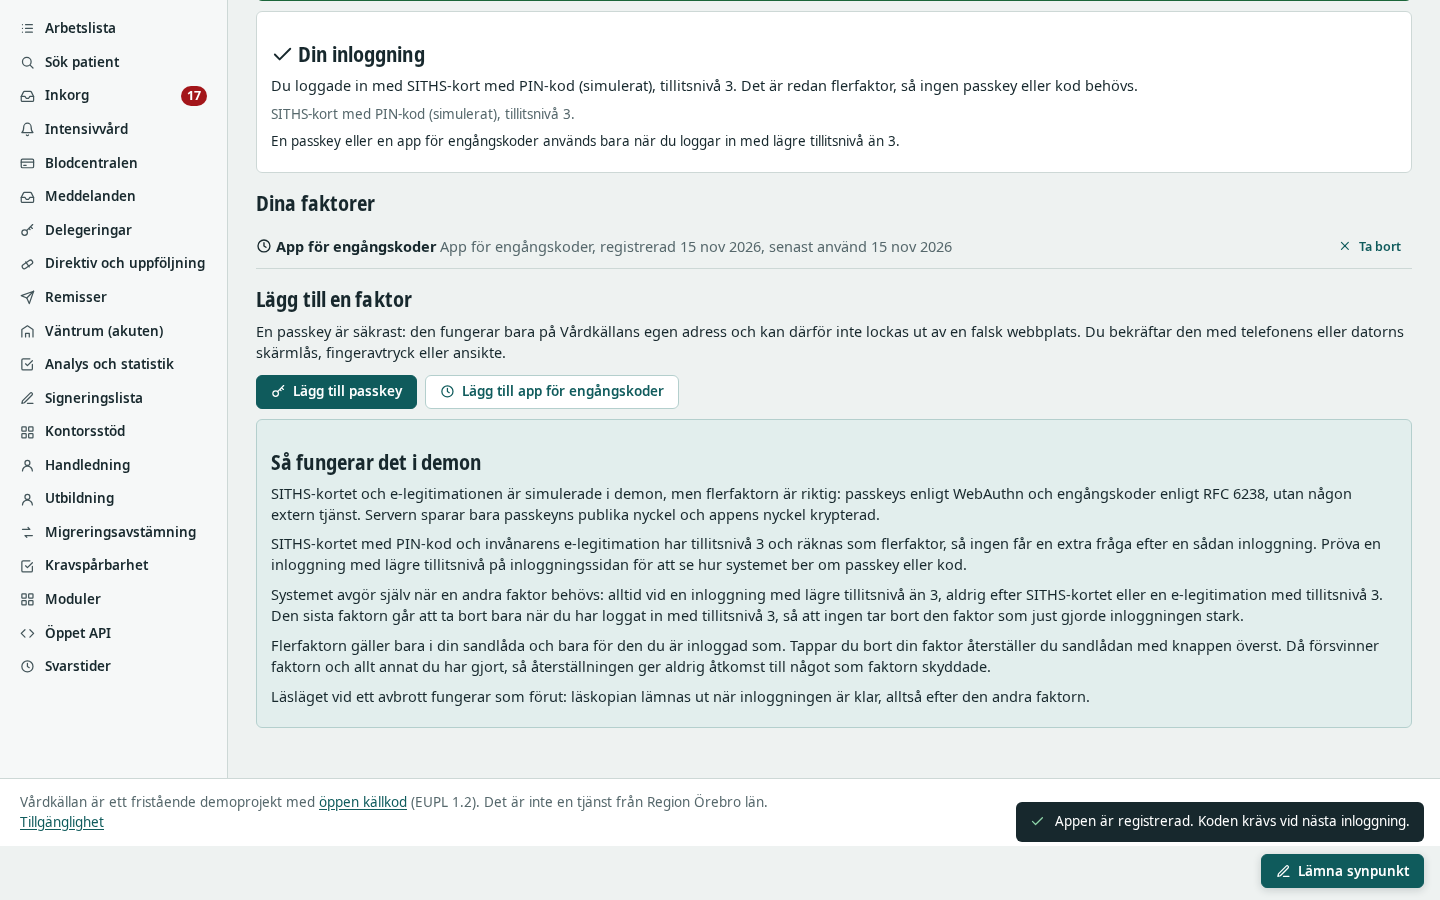 Arbetslista
Sök patient
Inkorg 17
Intensivvård
Blodcentralen
Meddelanden
Delegeringar
Direktiv och uppföljning
Remisser
Väntrum (akuten)
Analys och statistik
Signeringslista
Kontorsstöd
Handledning
Utbildning
Migreringsavstämning
Kravspårbarhet
Moduler
Öppet API
Svarstider
Din inloggning
Du loggade in med SITHS-kort med PIN-kod (simulerat), tillitsnivå 3. Det är redan flerfaktor, så ingen passkey eller kod behövs.
SITHS-kort med PIN-kod (simulerat), tillitsnivå 3.
En passkey eller en app för engångskoder används bara när du loggar in med lägre tillitsnivå än 3.
Dina faktorer
App för engångskoder App för engångskoder, registrerad 15 nov 2026, senast använd 15 nov 2026
Ta bort
Lägg till en faktor
En passkey är säkrast: den fungerar bara på Vårdkällans egen adress och kan därför inte lockas ut av en falsk webbplats. Du bekräftar den med telefonens eller datorns
skärmlås, fingeravtryck eller ansikte.
Lägg till passkey
Lägg till app för engångskoder
Så fungerar det i demon
SITHS-kortet och e-legitimationen är simulerade i demon, men flerfaktorn är riktig: passkeys enligt WebAuthn och engångskoder enligt RFC 6238, utan någon
extern tjänst. Servern sparar bara passkeyns publika nyckel och appens nyckel krypterad.
SITHS-kortet med PIN-kod och invånarens e-legitimation har tillitsnivå 3 och räknas som flerfaktor, så ingen får en extra fråga efter en sådan inloggning. Pröva en
inloggning med lägre tillitsnivå på inloggningssidan för att se hur systemet ber om passkey eller kod.
Systemet avgör själv när en andra faktor behövs: alltid vid en inloggning med lägre tillitsnivå än 3, aldrig efter SITHS-kortet eller en e-legitimation med tillitsnivå 3.
Den sista faktorn går att ta bort bara när du har loggat in med tillitsnivå 3, så att ingen tar bort den faktor som just gjorde inloggningen stark.
Flerfaktorn gäller bara i din sandlåda och bara för den du är inloggad som. Tappar du bort din faktor återställer du sandlådan med knappen överst. Då försvinner
faktorn och allt annat du har gjort, så återställningen ger aldrig åtkomst till något som faktorn skyddade.
Läsläget vid ett avbrott fungerar som förut: läskopian lämnas ut när inloggningen är klar, alltså efter den andra faktorn.
Vårdkällan är ett fristående demoprojekt med öppen källkod (EUPL 1.2). Det är inte en tjänst från Region Örebro län.
Tillgänglighet
Appen är registrerad. Koden krävs vid nästa inloggning.
Lämna synpunkt